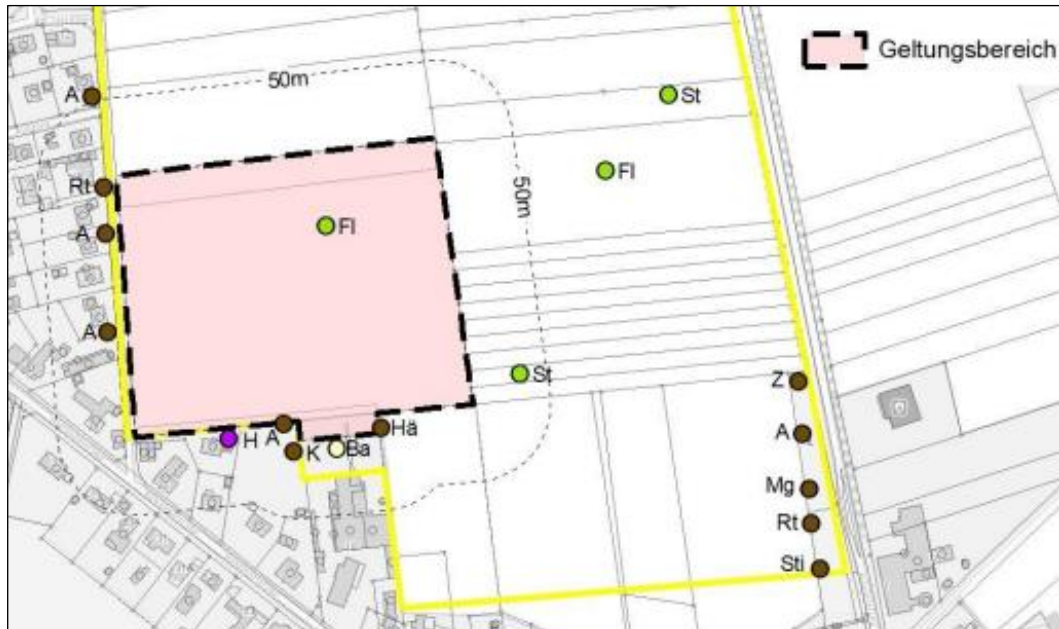 Geltungsbereich
50m
A
St
Fl
Rt
50m
Fl
A
A
St
Z
A
Hä
H
K
Ba
A
Mg
Rt
Sti